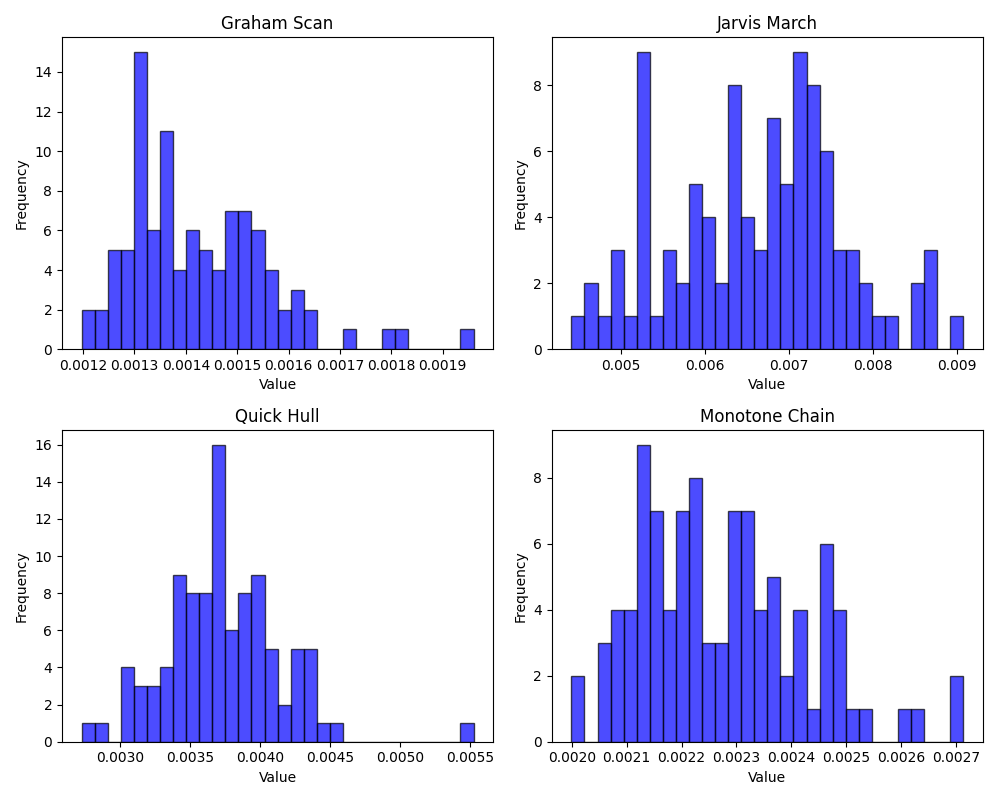 Graham Scan
Frequency
14
12
10
8
6
4
2
0
0.0012 0.0013 0.0014 0.0015 0.0016 0.0017 0.0018 0.0019
Value
Jarvis March
Frequency
8
6
4
2
0
0.005 0.006 0.007 0.008 0.009
Value
Quick Hull
Frequency
16
14
12
10
8
6
4
2
0
0.0030 0.0035 0.0040 0.0045 0.0050 0.0055
Value
Monotone Chain
Frequency
8
6
4
2
0
0.0020 0.0021 0.0022 0.0023 0.0024 0.0025 0.0026 0.0027
Value